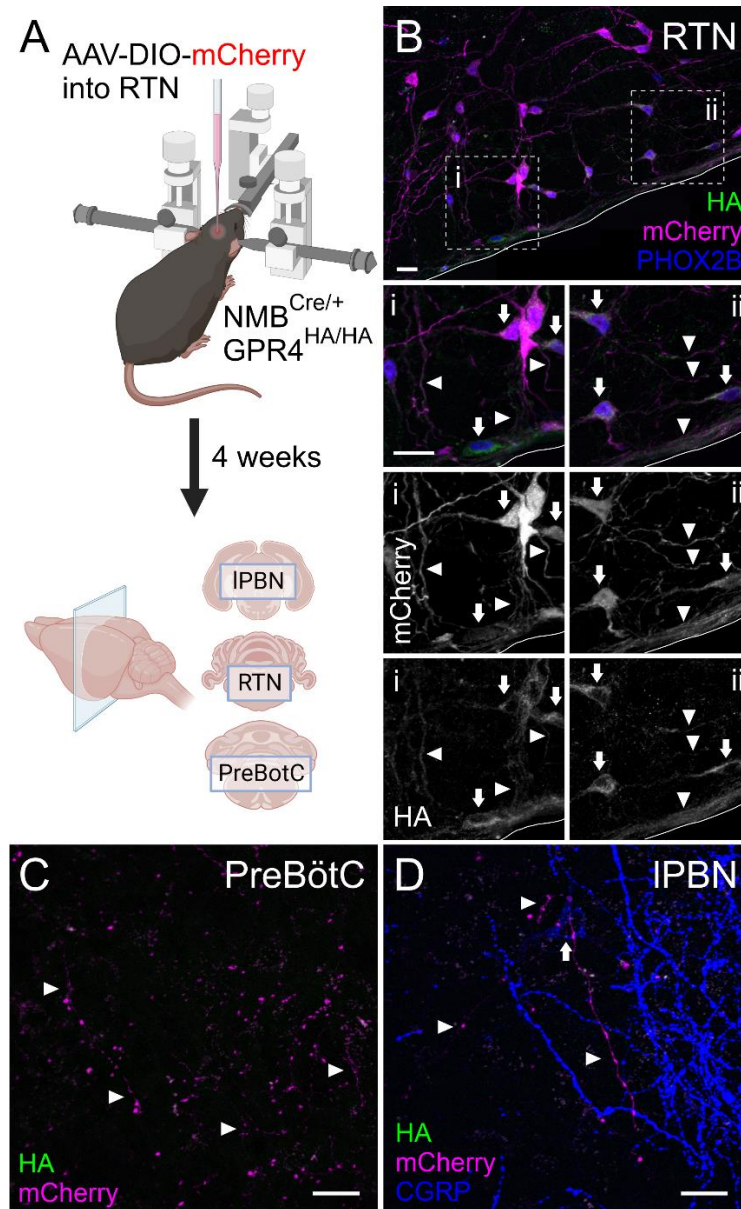 A
AAV-DIO-mCherry
into RTN
NMB^Cre/+
GPR4^HA/HA
4 weeks
lPBN
RTN
PreBotC
B
RTN
i
ii
HA
mCherry
PHOX2B
i
ii
mCherry
i
ii
HA
i
ii
C
PreBötC
HA
mCherry
D
lPBN
HA
mCherry
CGRP